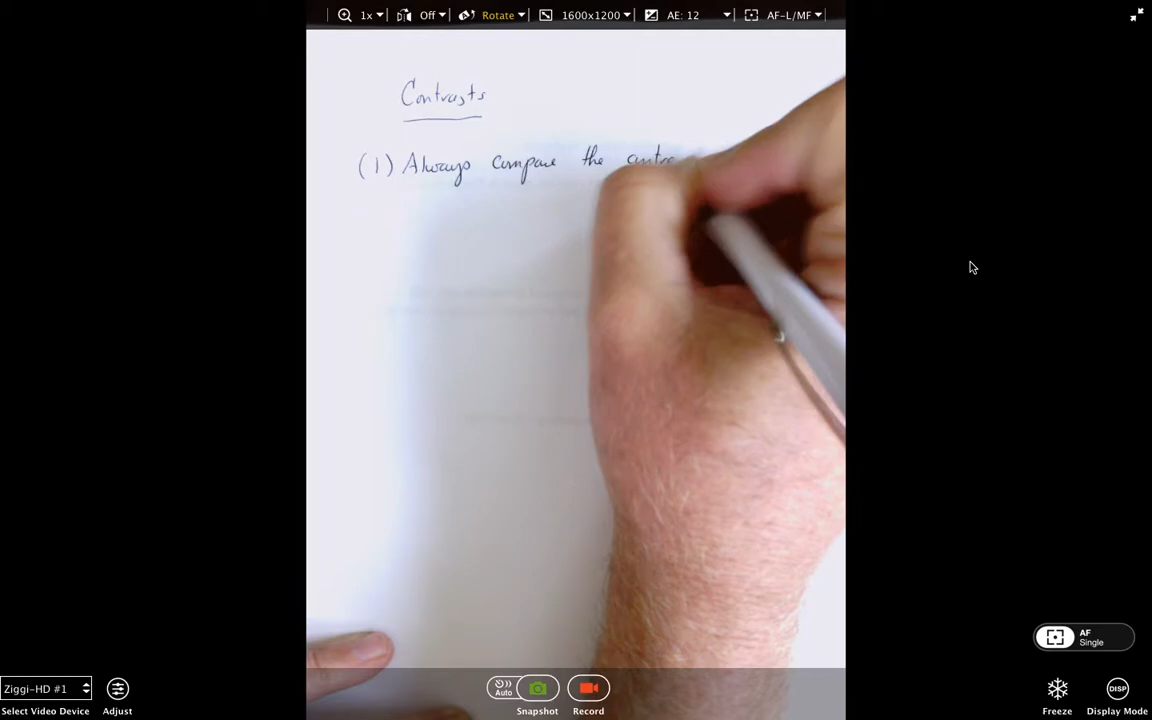 1x Off Rotate 1600x1200 AE: 12 AF-L/MF
Contrasts
(1) Always compare the
AF
Single
Ziggi-HD #1
Auto
DISP
Select Video Device Adjust Snapshot Record Freeze Display Mode